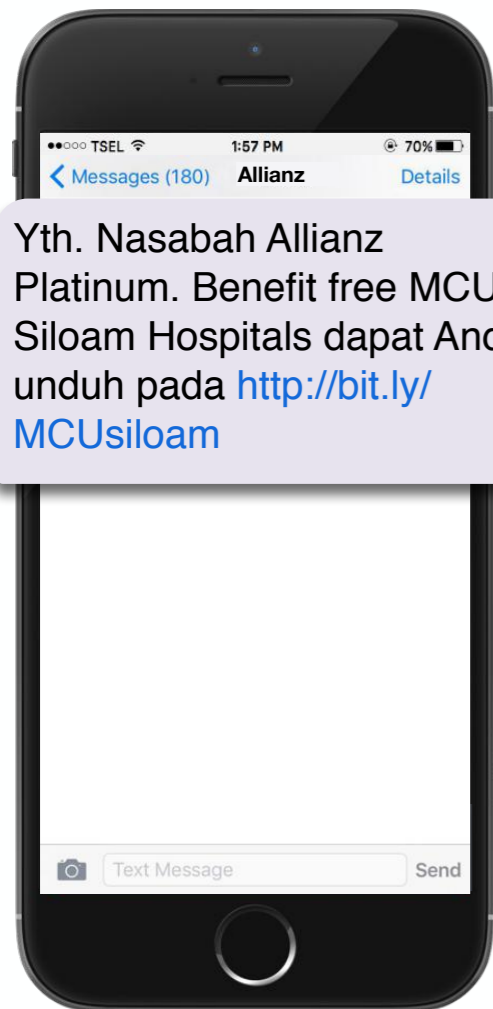 TSEL 1:57 PM 70%
Messages (180) Allianz Details
Yth. Nasabah Allianz
Platinum. Benefit free MCU
Siloam Hospitals dapat And
unduh pada http://bit.ly/
MCUsiloam
Text Message Send